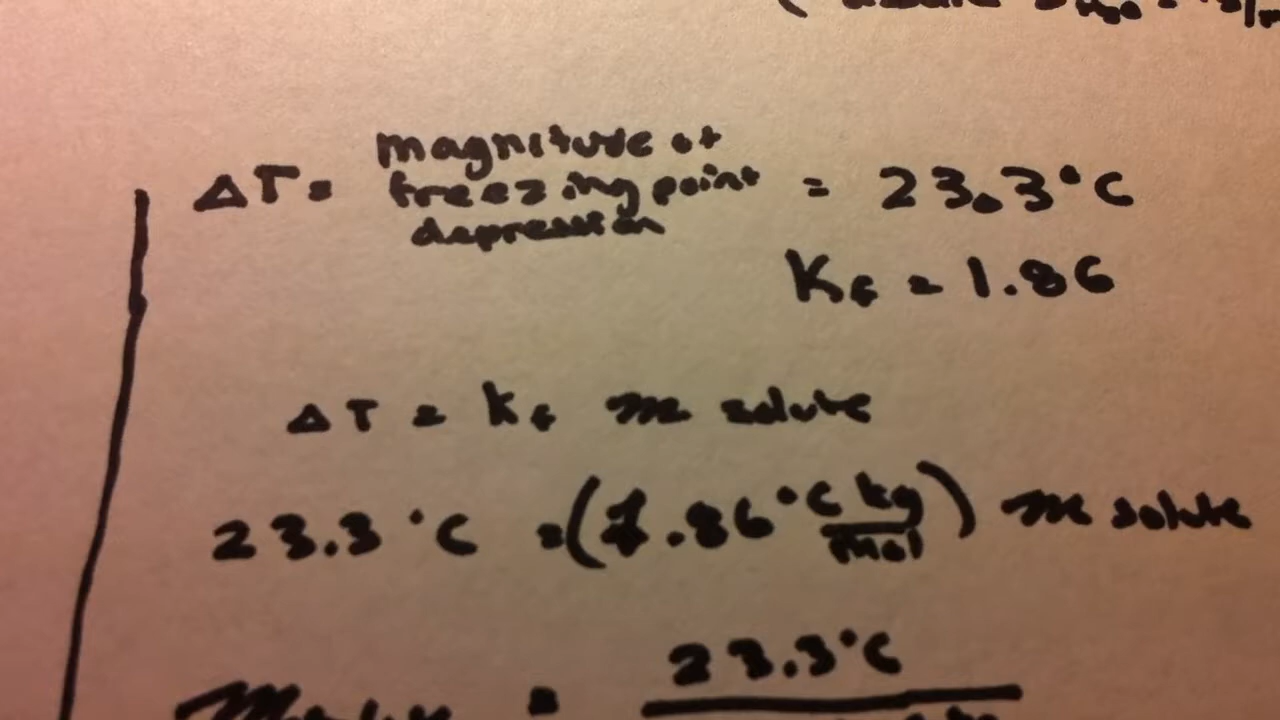 ΔT = magnitude of freezing point depression = 23.3°C
Kf = 1.86
ΔT = kf m solute
23.3°C = (1.86°C kg/mol) m solute
23.3°C